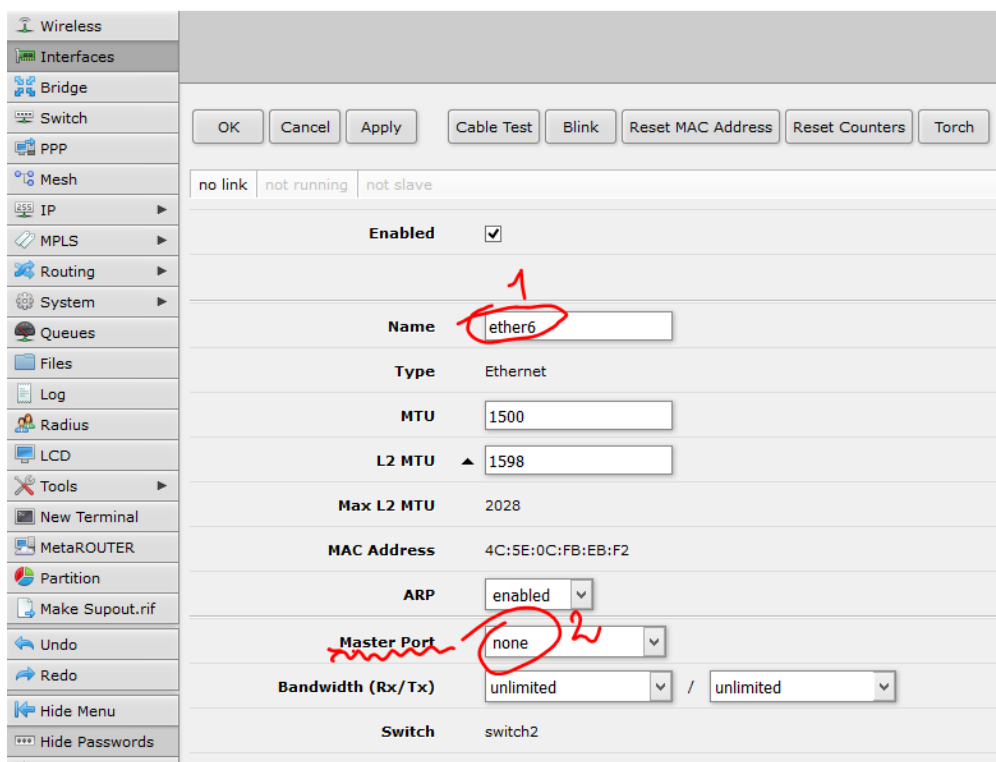 Wireless
Interfaces
Bridge
Switch
PPP
Mesh
IP
MPLS
Routing
System
Queues
Files
Log
Radius
LCD
Tools
New Terminal
MetaROUTER
Partition
Make Supout.rif
Undo
Redo
Hide Menu
Hide Passwords
OK Cancel Apply Cable Test Blink Reset MAC Address Reset Counters Torch
no link not running not slave
Enabled
1
Name ether6
Type Ethernet
MTU 1500
L2 MTU 1598
Max L2 MTU 2028
MAC Address 4C:5E:0C:FB:EB:F2
ARP enabled
Master Port none 2
Bandwidth (Rx/Tx) unlimited / unlimited
Switch switch2